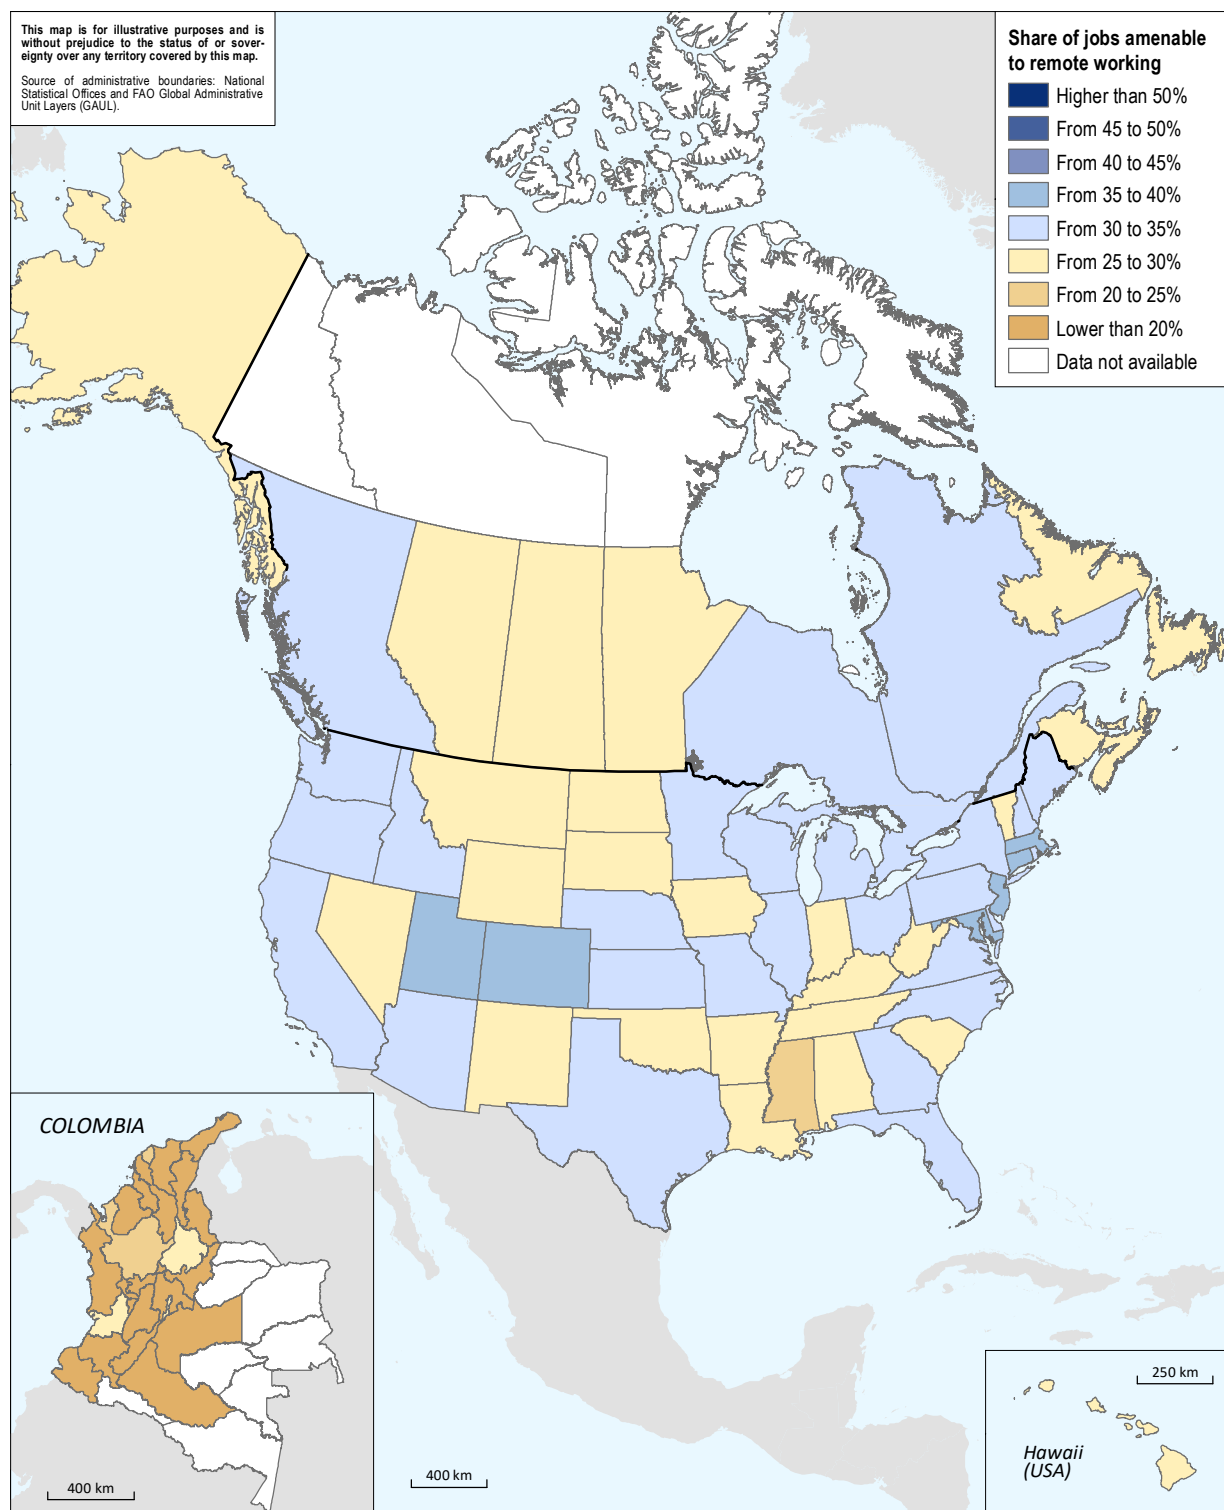 This map is for illustrative purposes and is
without prejudice to the status of or sover-
eignty over any territory covered by this map.
Source of administrative boundaries: National
Statistical Offices and FAO Global Administrative
Unit Layers (GAUL).
Share of jobs amenable
to remote working
Higher than 50%
From 45 to 50%
From 40 to 45%
From 35 to 40%
From 30 to 35%
From 25 to 30%
From 20 to 25%
Lower than 20%
Data not available
COLOMBIA
400 km
400 km
250 km
Hawaii
(USA)